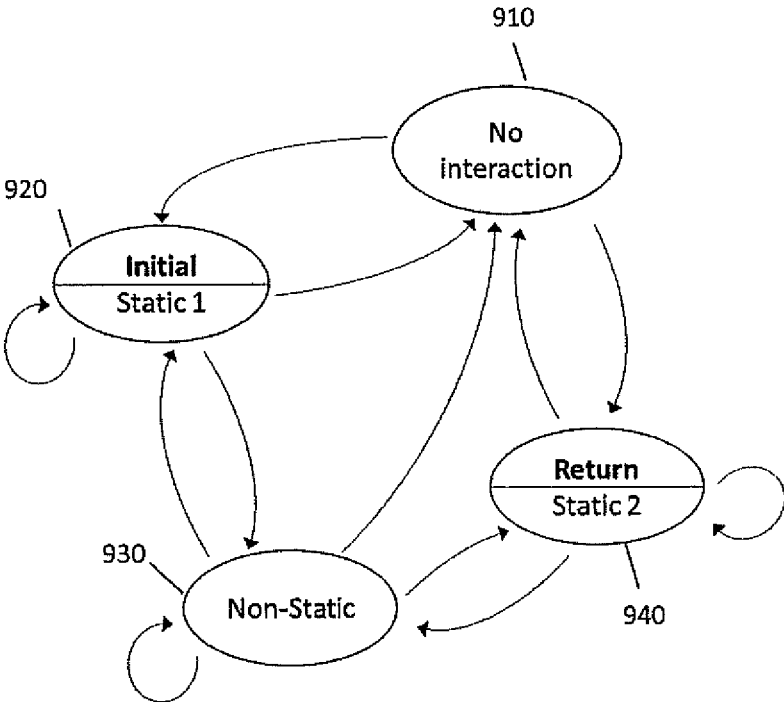 910
No
interaction
920
Initial
Static 1
Return
Static 2
930
Non-Static
940